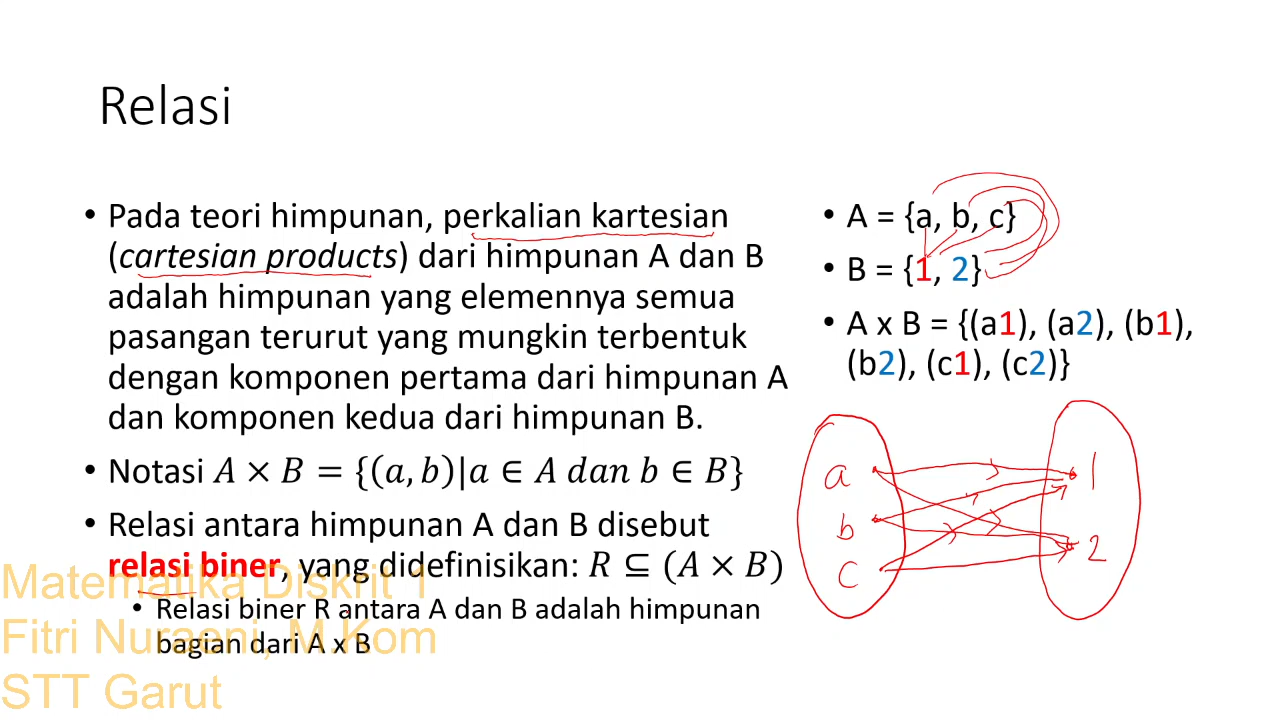 Relasi
• Pada teori himpunan, perkalian kartesian
(cartesian products) dari himpunan A dan B
adalah himpunan yang elemennya semua
pasangan terurut yang mungkin terbentuk
dengan komponen pertama dari himpunan A
dan komponen kedua dari himpunan B.
• Notasi 𝐴 × 𝐵 = {(𝑎, 𝑏)|𝑎 ∈ 𝐴 𝑑𝑎𝑛 𝑏 ∈ 𝐵}
• Relasi antara himpunan A dan B disebut
relasi biner, yang didefinisikan: 𝑅 ⊆ (𝐴 × 𝐵)
• Relasi biner R antara A dan B adalah himpunan
bagian dari A x B
• A = {a, b, c}
• B = {1, 2}
• A x B = {(a1), (a2), (b1),
(b2), (c1), (c2)}
a
b
c
1
2
Matematika Diskrit 1
Fitri Nuraeni, M.Kom
STT Garut